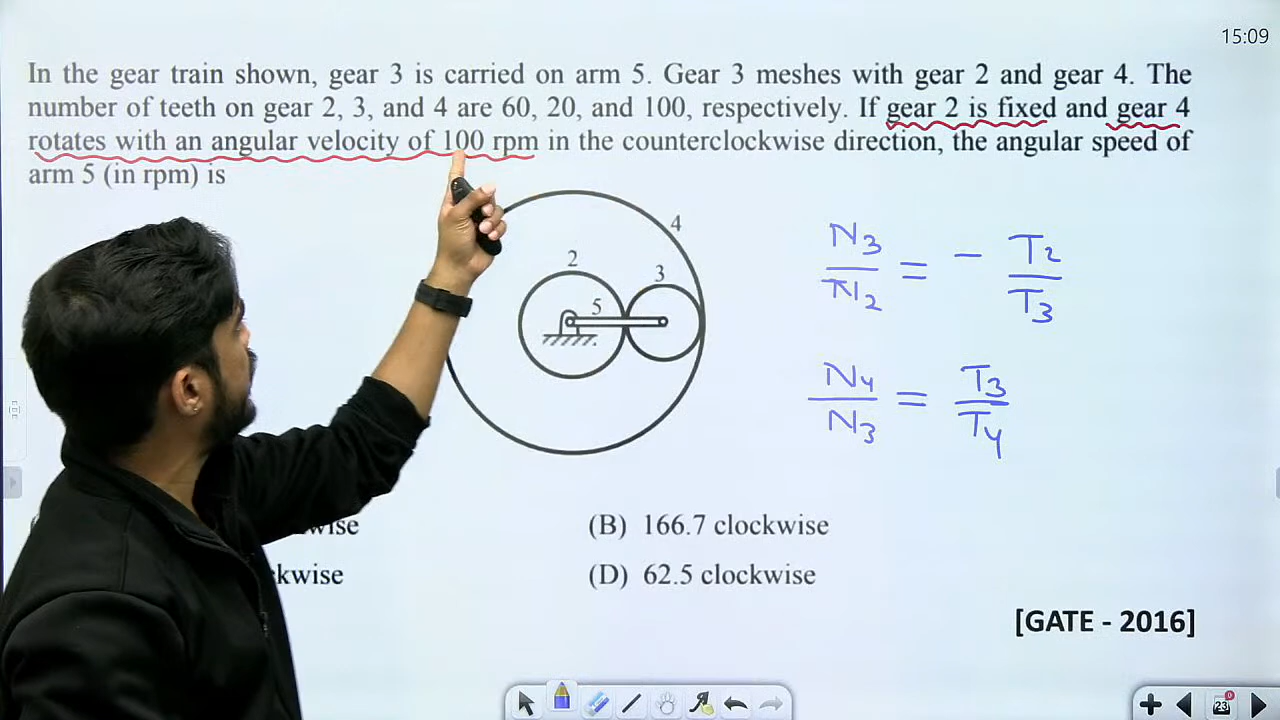 15:09
In the gear train shown, gear 3 is carried on arm 5. Gear 3 meshes with gear 2 and gear 4. The
number of teeth on gear 2, 3, and 4 are 60, 20, and 100, respectively. If gear 2 is fixed and gear 4
rotates with an angular velocity of 100 rpm in the counterclockwise direction, the angular speed of
arm 5 (in rpm) is
4
2
3
5
N3/N2 = - T2/T3
N4/N3 = T3/T4
(B) 166.7 clockwise
(D) 62.5 clockwise
[GATE - 2016]
23